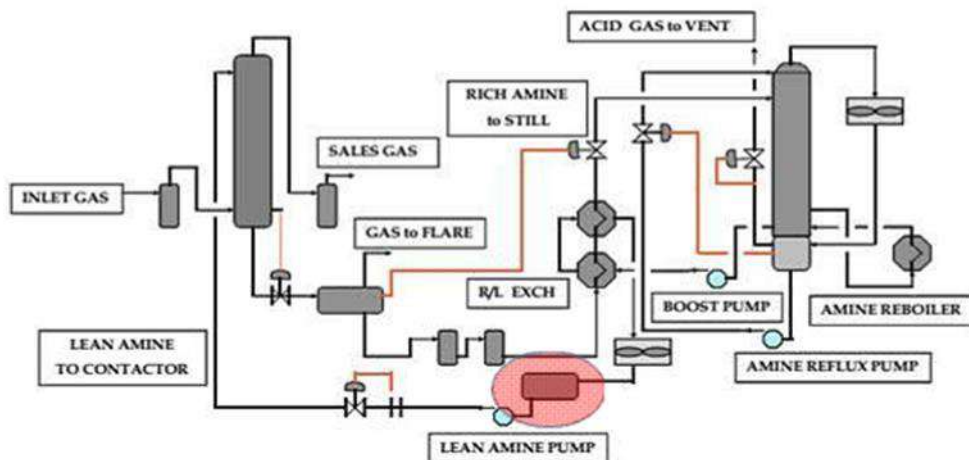 ACID GAS to VENT
RICH AMINE
to STILL
SALES GAS
INLET GAS
GAS to FLARE
R/L EXCH
BOOST PUMP
AMINE REBOILER
LEAN AMINE
TO CONTACTOR
AMINE REFLUX PUMP
LEAN AMINE PUMP